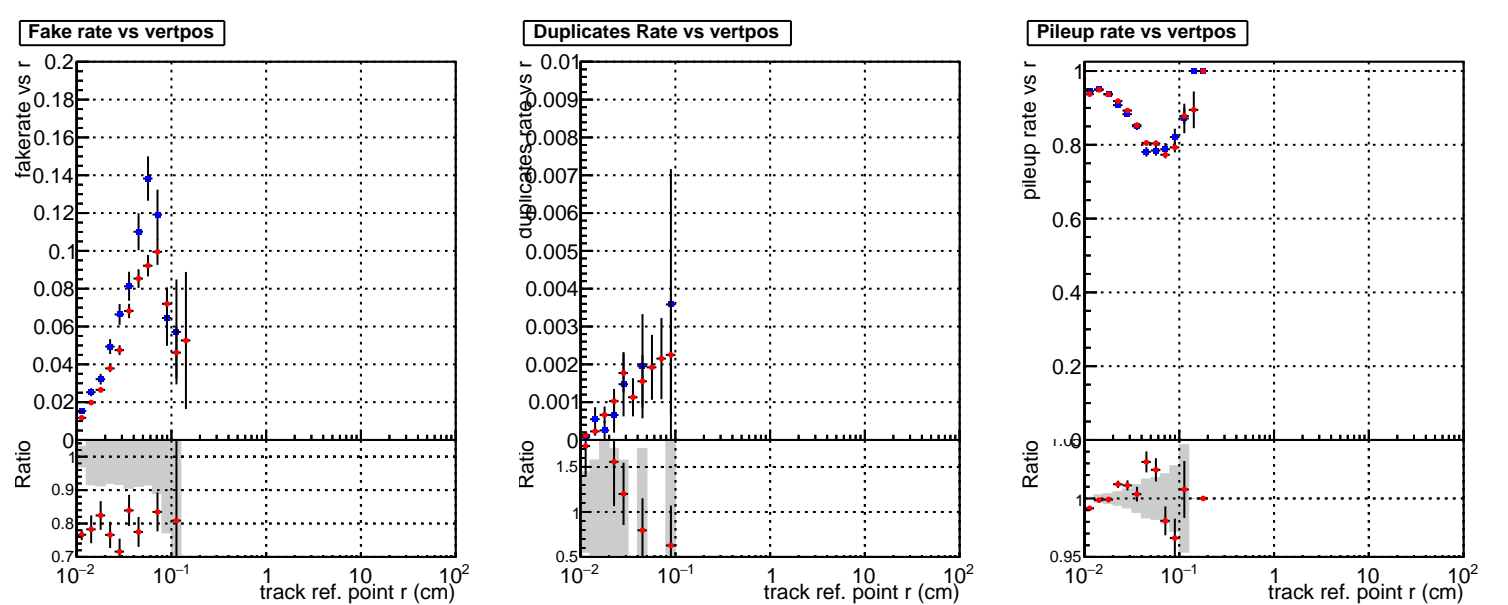 Fake rate vs vertpos
fakerate vs r
0.2
0.18
0.16
0.14
0.12
0.1
0.08
0.06
0.04
0.02
0
Ratio
1
0.9
0.8
0.7
10−2 10−1 1 10 102
track ref. point r (cm)
Duplicates Rate vs vertpos
duplicates rate vs r
0.01
0.009
0.008
0.007
0.006
0.005
0.004
0.003
0.002
0.001
0
Ratio
1.5
1
0.5
10−2 10−1 1 10 102
track ref. point r (cm)
Pileup rate vs vertpos
pileup rate vs r
1
0.8
0.6
0.4
0.2
0
Ratio
1
0.95
10−2 10−1 1 10 102
track ref. point r (cm)